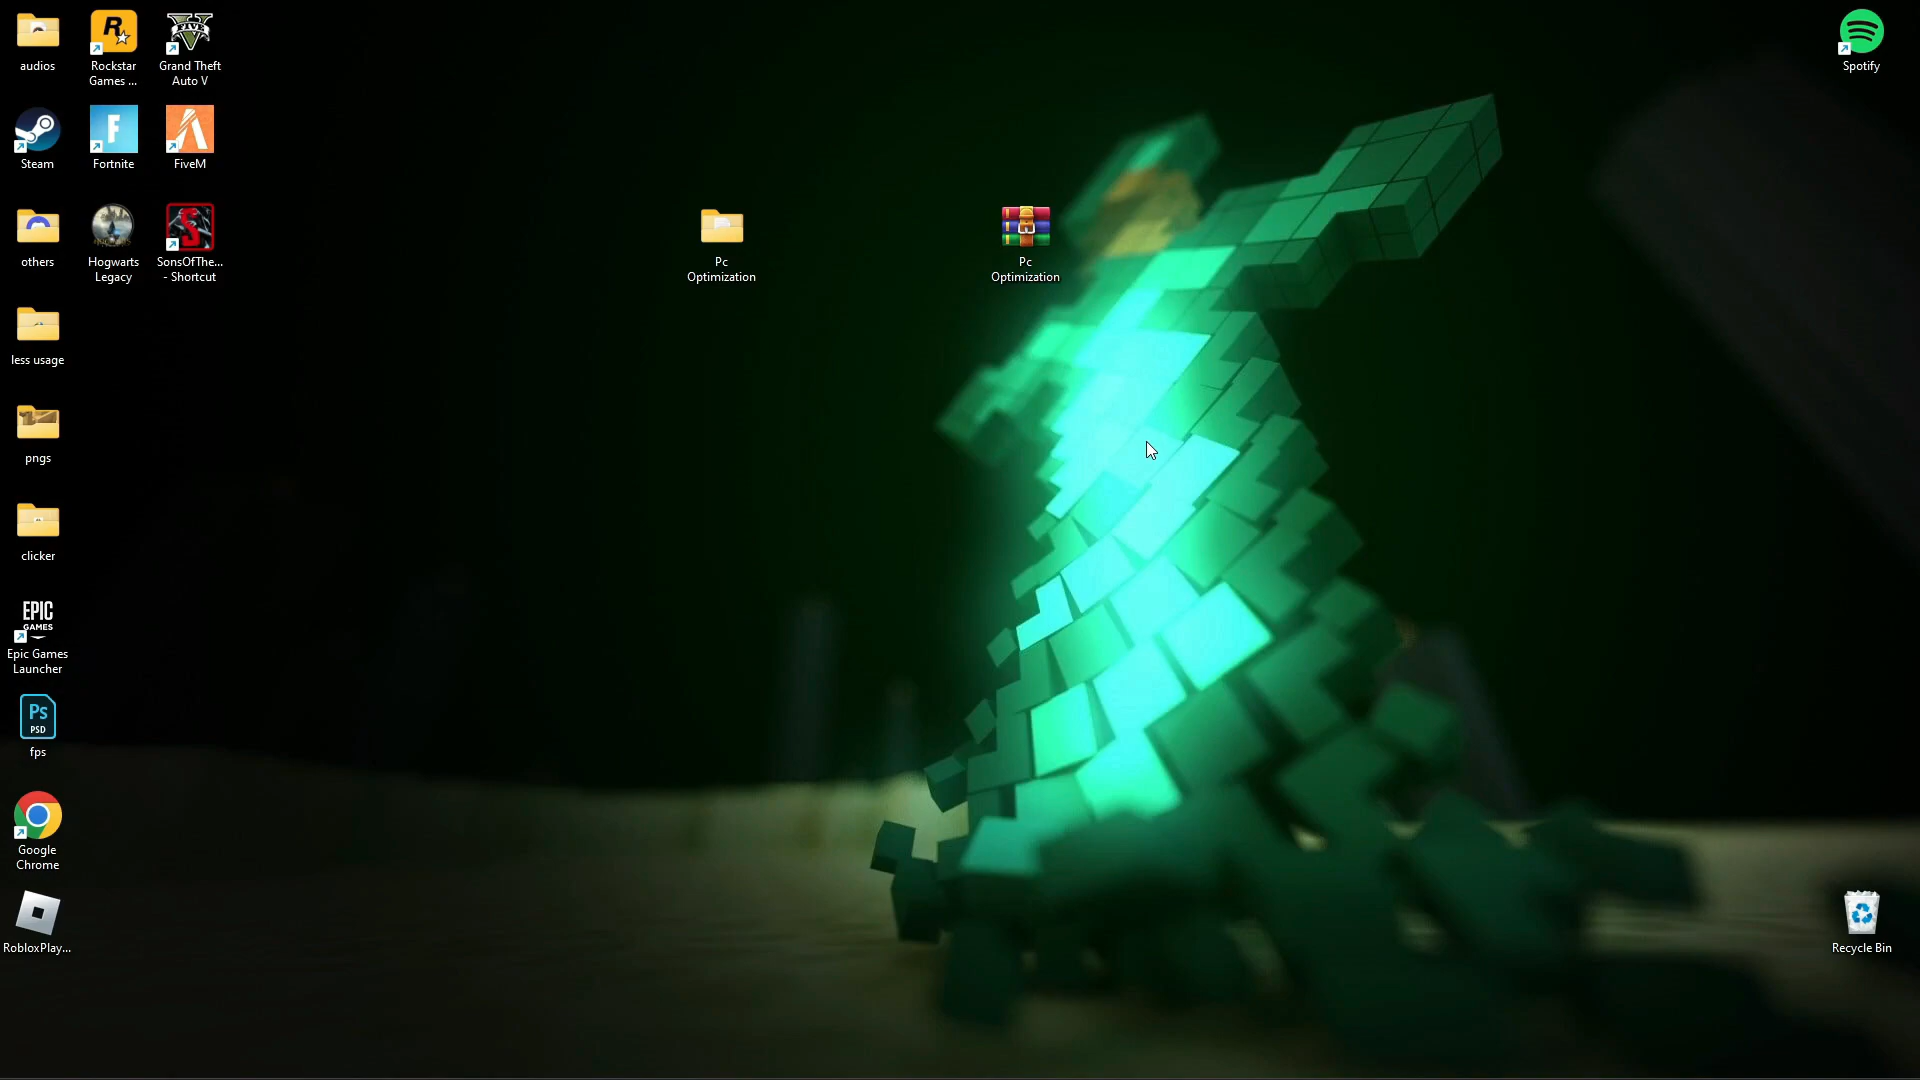 audios
Rockstar
Games ...
Grand Theft
Auto V
Spotify
Steam
Fortnite
FiveM
others
Hogwarts
Legacy
SonsOfThe...
- Shortcut
Pc
Optimization
Pc
Optimization
less usage
pngs
clicker
EPIC
GAMES
Epic Games
Launcher
Ps
PSD
fps
Google
Chrome
RobloxPlay...
Recycle Bin